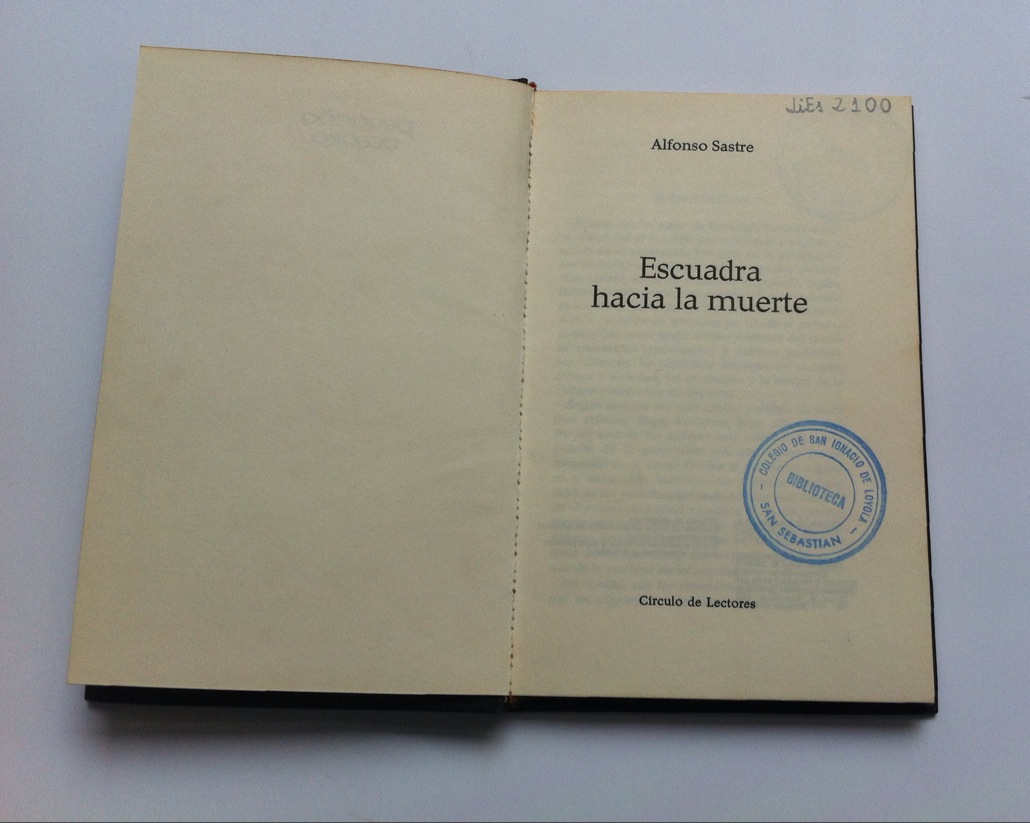 LiEs 2100
Alfonso Sastre
Escuadra
hacia la muerte
COLEGIO DE SAN IGNACIO DE LOYOLA
BIBLIOTECA
SAN SEBASTIAN
Círculo de Lectores